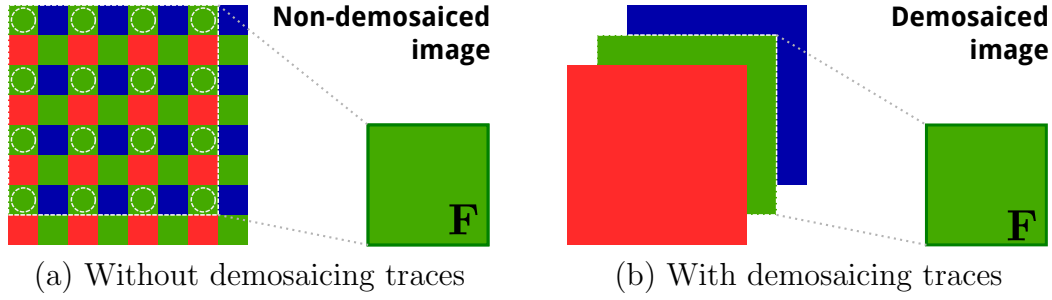 Non-demosaiced
image
F
(a) Without demosaicing traces
Demosaiced
image
F
(b) With demosaicing traces